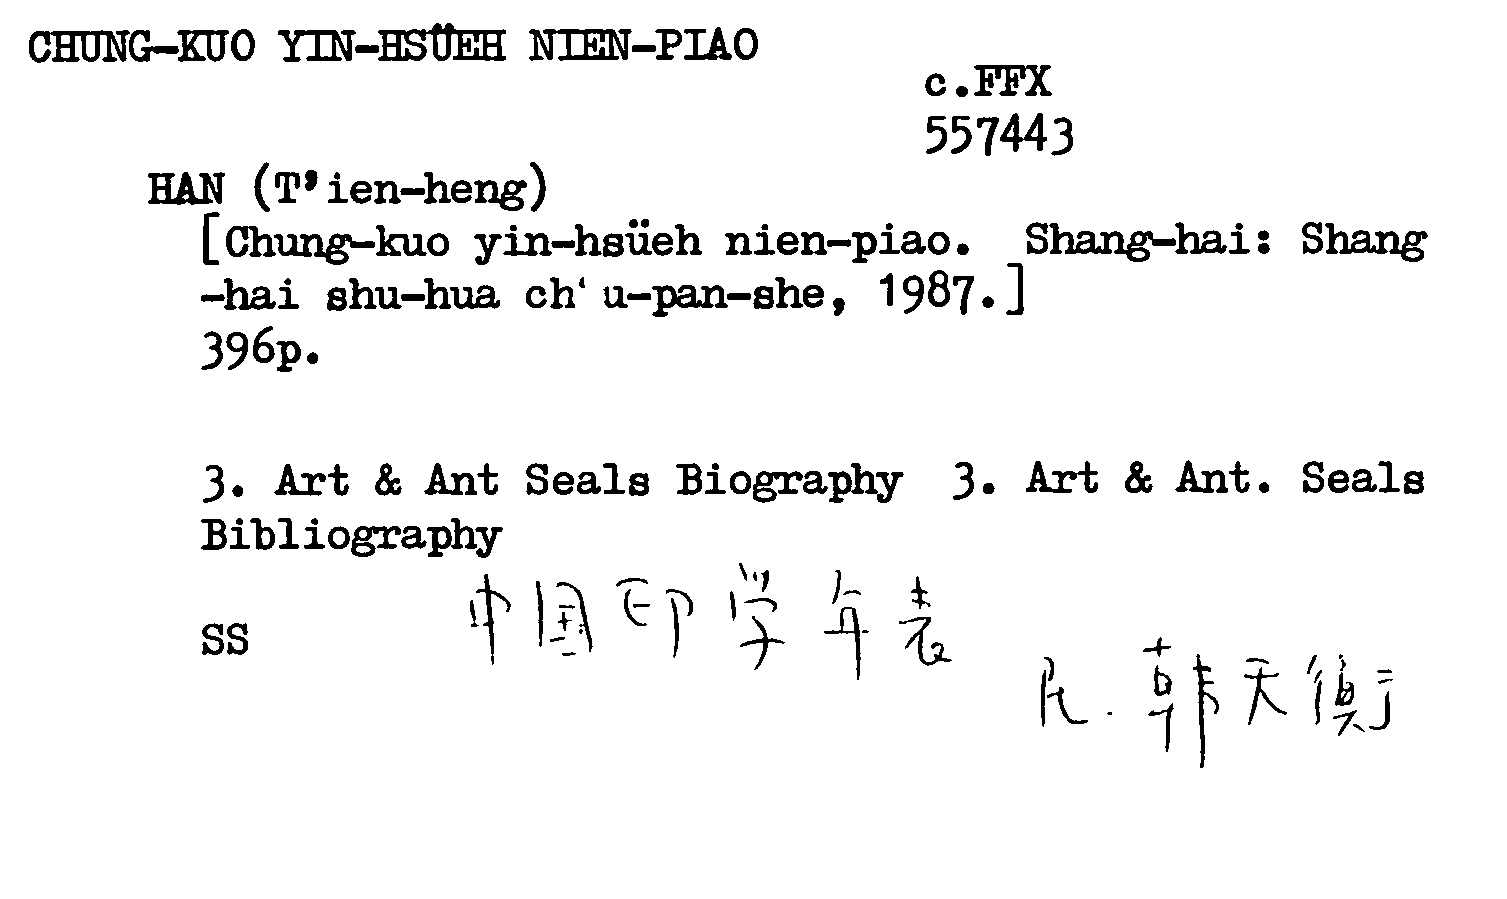 CHUNG-KUO YIN-HSÜEH NIEN-PIAO
c.FFX
557443
HAN (T'ien-heng)
[Chung-kuo yin-hsüeh nien-piao. Shang-hai: Shang
-hai shu-hua ch'u-pan-she, 1987.]
396p.
3. Art & Ant Seals Biography 3. Art & Ant. Seals
Bibliography
SS
中国印学年表
民.韩天衡